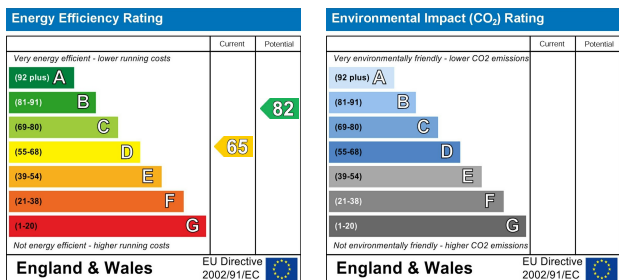 Energy Efficiency Rating
Current Potential
Very energy efficient - lower running costs
(92 plus) A
(81-91) B
82
(69-80) C
(55-68) D
65
(39-54) E
(21-38) F
(1-20) G
Not energy efficient - higher running costs
England & Wales
EU Directive
2002/91/EC
Environmental Impact (CO2) Rating
Current Potential
Very environmentally friendly - lower CO2 emissions
(92 plus) A
(81-91) B
(69-80) C
(55-68) D
(39-54) E
(21-38) F
(1-20) G
Not environmentally friendly - higher CO2 emissions
England & Wales
EU Directive
2002/91/EC